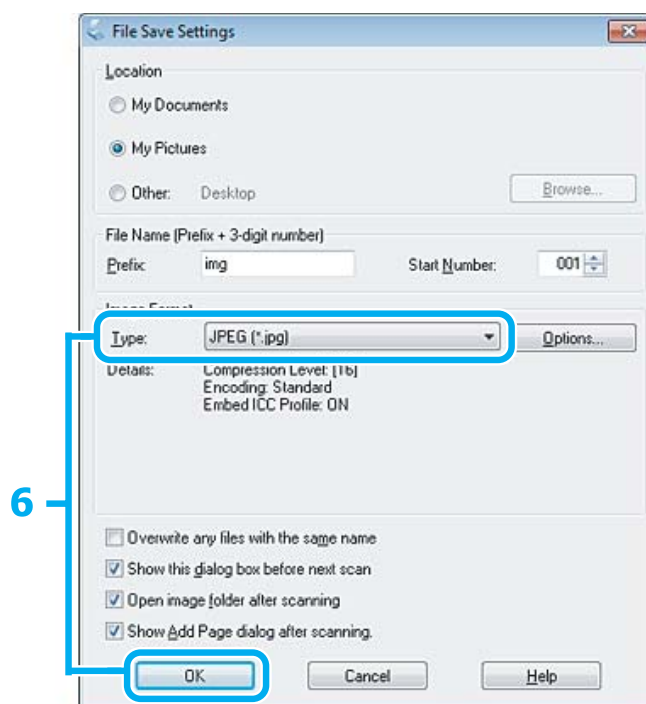 File Save Settings
Location
My Documents
My Pictures
Other: Desktop Browse...
File Name (Prefix + 3-digit number)
Prefix: img Start Number: 001
Image Format
Type: JPEG (*.jpg) Options...
Details: Compression Level: [16]
Encoding: Standard
Embed ICC Profile: ON
6
Overwrite any files with the same name
Show this dialog box before next scan
Open image folder after scanning
Show Add Page dialog after scanning.
OK Cancel Help